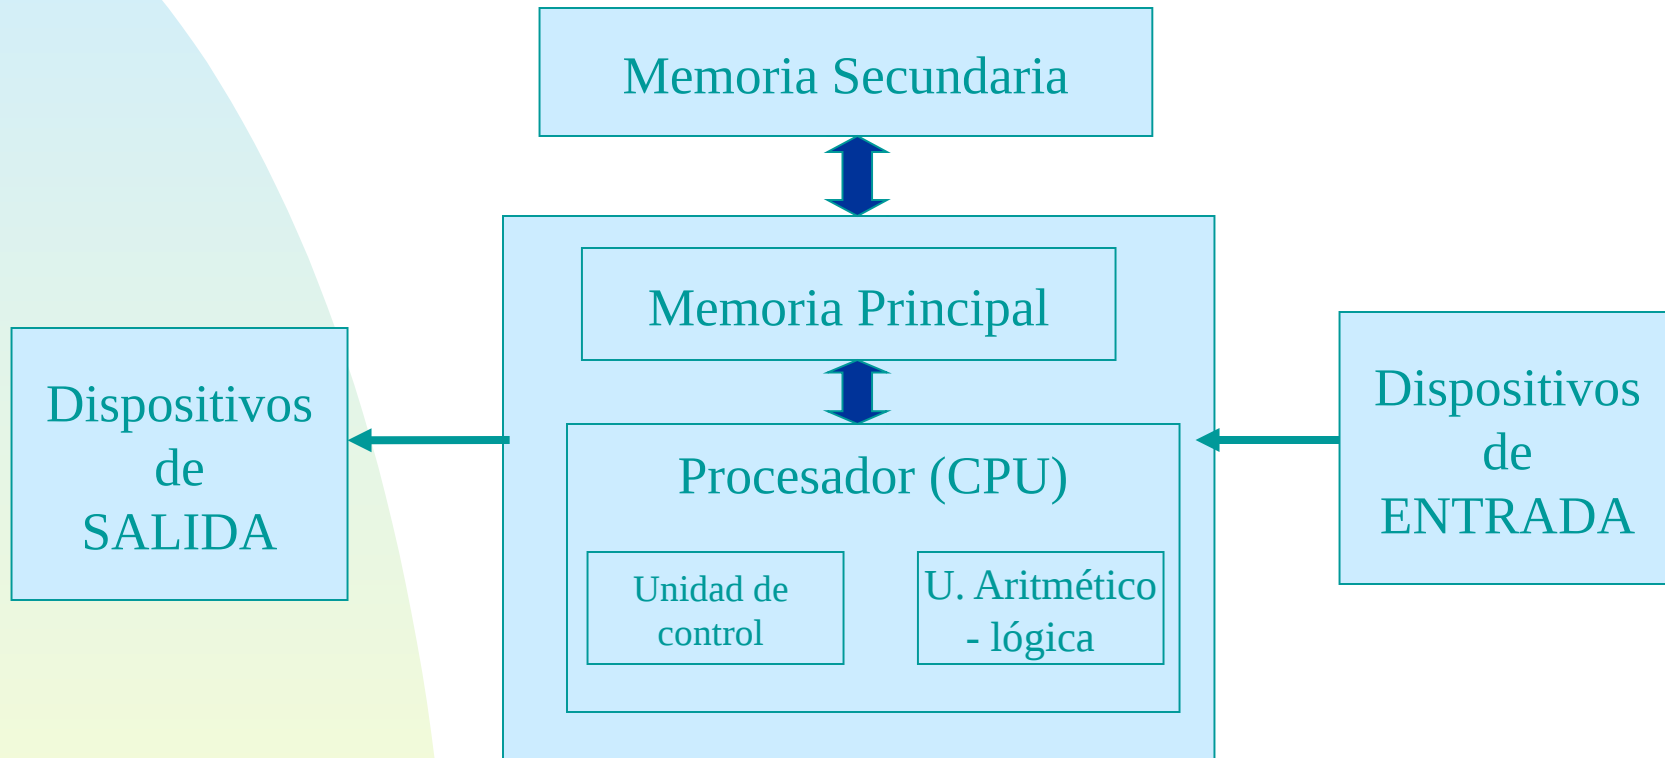 Memoria Secundaria
Memoria Principal
Dispositivos
de
SALIDA
Dispositivos
de
ENTRADA
Procesador (CPU)
Unidad de
control
U. Aritmético
- lógica